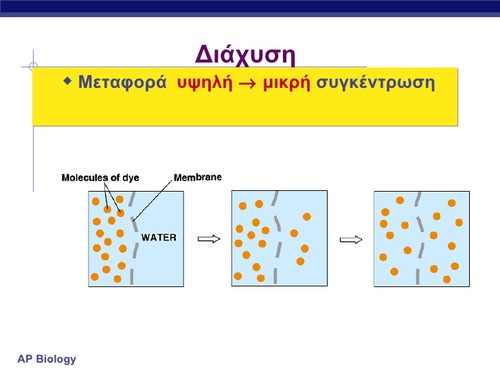 Διάχυση
Μεταφορά υψηλή → μικρή συγκέντρωση
Molecules of dye
Membrane
WATER
AP Biology